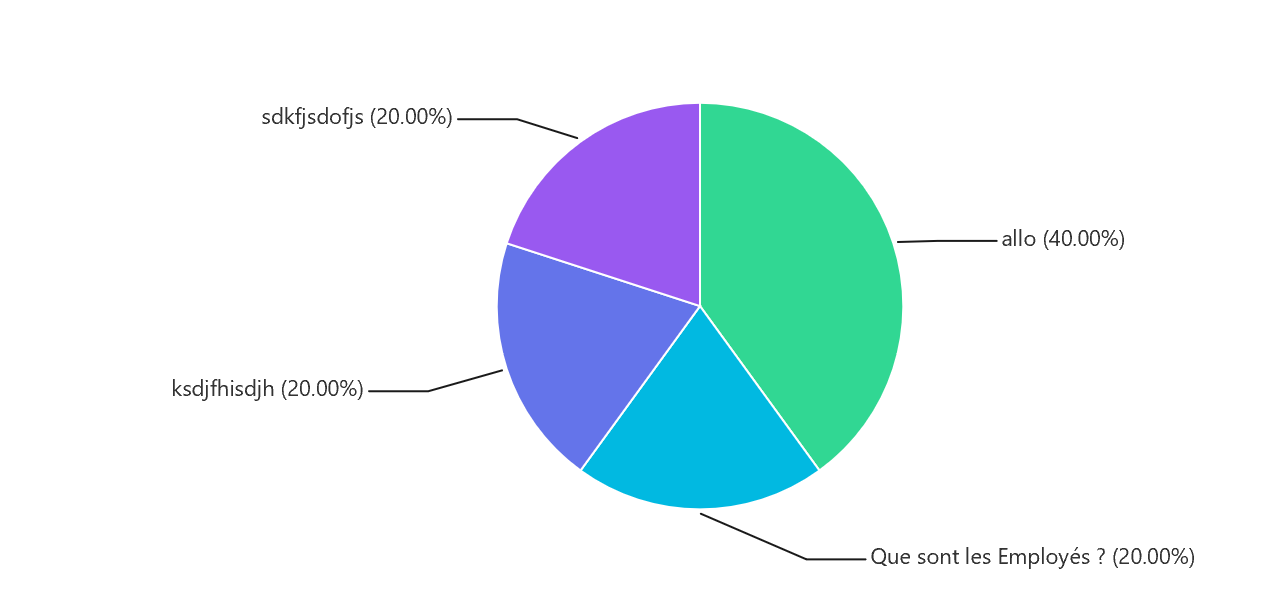 sdkfjsdofjs (20.00%)
allo (40.00%)
ksdjfhisdjh (20.00%)
Que sont les Employés ? (20.00%)